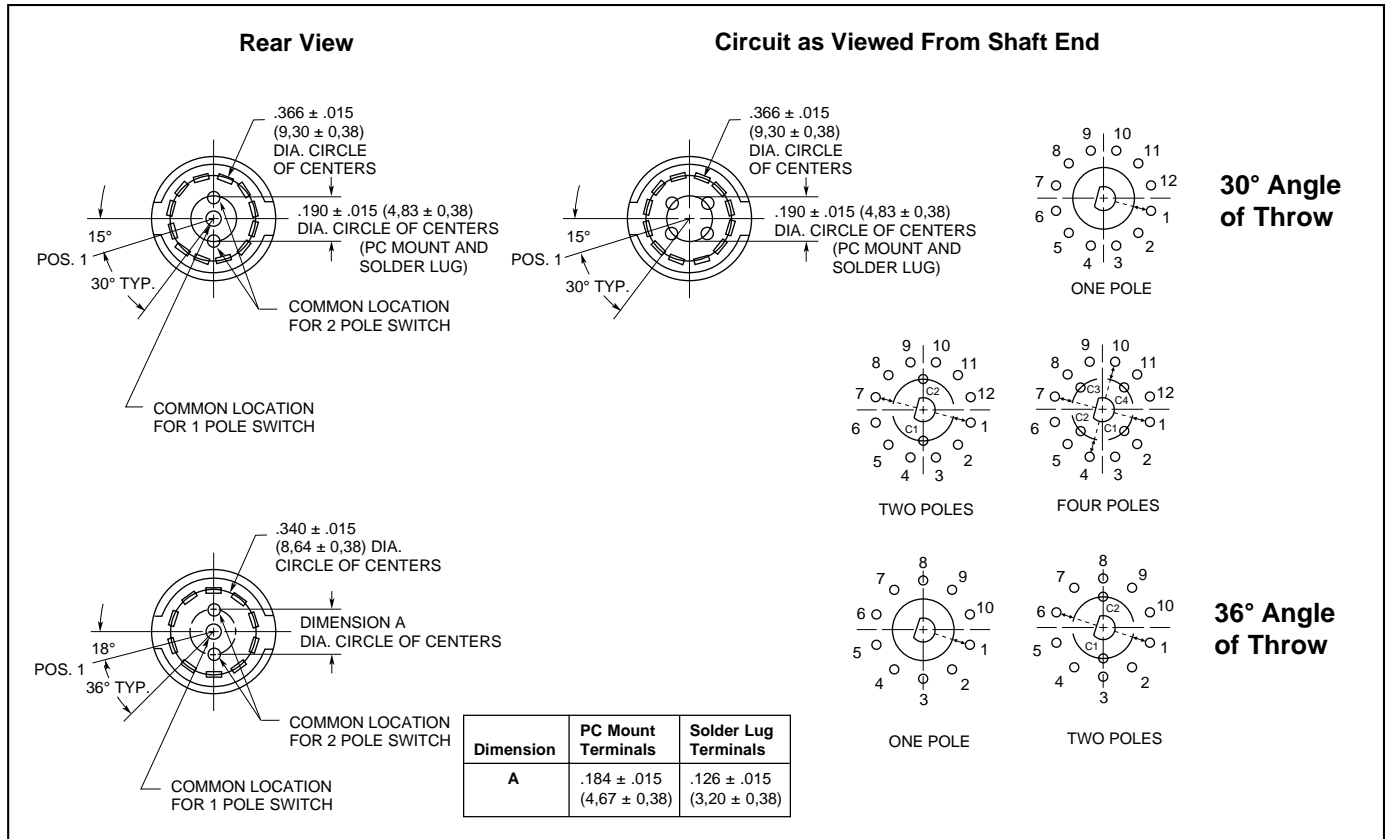 Rear View
Circuit as Viewed From Shaft End
.366 ± .015
(9,30 ± 0,38)
DIA. CIRCLE
OF CENTERS
.190 ± .015 (4,83 ± 0,38)
DIA. CIRCLE OF CENTERS
(PC MOUNT AND
SOLDER LUG)
15°
POS. 1
30° TYP.
COMMON LOCATION
FOR 2 POLE SWITCH
COMMON LOCATION
FOR 1 POLE SWITCH
.366 ± .015
(9,30 ± 0,38)
DIA. CIRCLE
OF CENTERS
.190 ± .015 (4,83 ± 0,38)
DIA. CIRCLE OF CENTERS
(PC MOUNT AND
SOLDER LUG)
15°
POS. 1
30° TYP.
9 10
8 11
7 12
6 1
5 2
4 3
ONE POLE
30° Angle
of Throw
9 10
8 11
C2
7 12
6 C1 1
5 2
4 3
TWO POLES
9 10
8 11
C3 C4
7 12
6 C2 C1 1
5 2
4 3
FOUR POLES
.340 ± .015
(8,64 ± 0,38) DIA.
CIRCLE OF CENTERS
DIMENSION A
DIA. CIRCLE OF CENTERS
18°
POS. 1
36° TYP.
COMMON LOCATION
FOR 2 POLE SWITCH
COMMON LOCATION
FOR 1 POLE SWITCH
Dimension
PC Mount
Terminals
Solder Lug
Terminals
A
.184 ± .015
(4,67 ± 0,38)
.126 ± .015
(3,20 ± 0,38)
8
7 9
6 10
5 1
4 2
3
ONE POLE
8
7 9
C2
6 10
5 C1 1
4 2
3
TWO POLES
36° Angle
of Throw